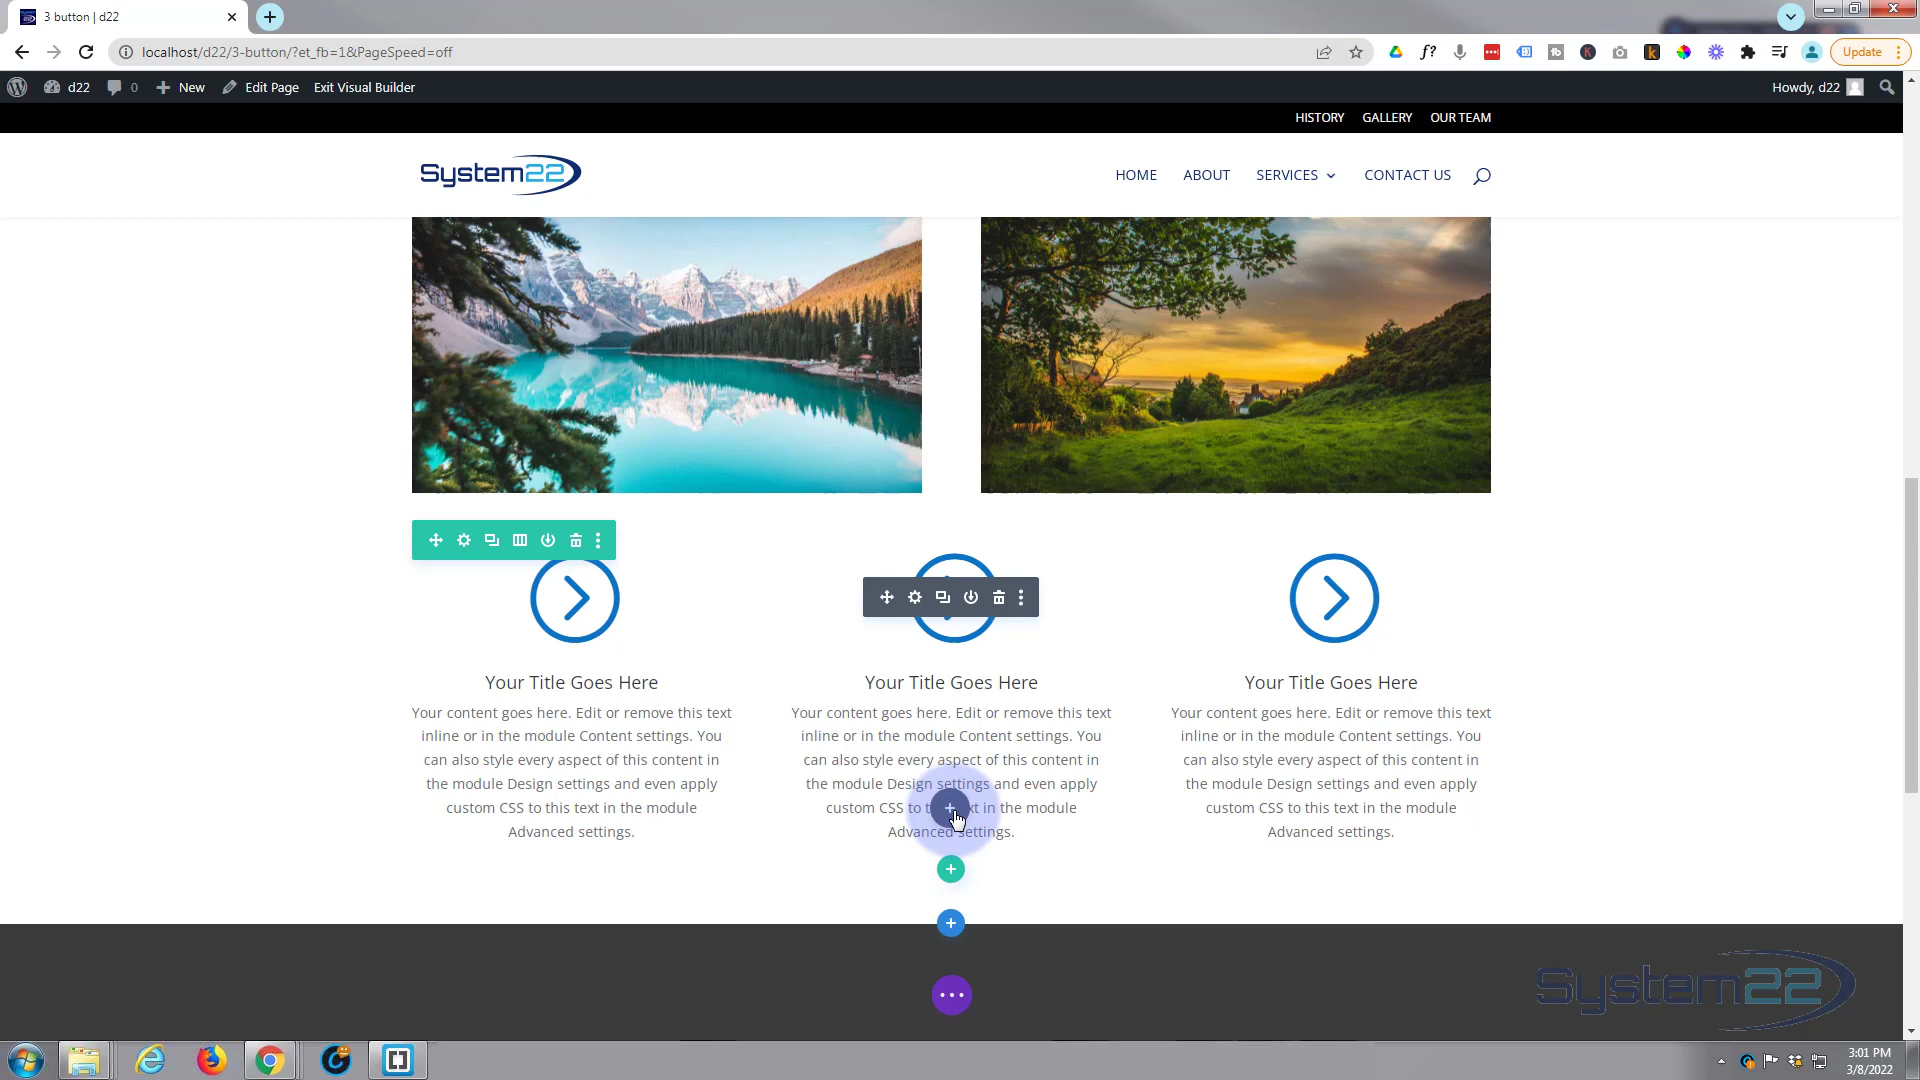 3 button | d22
localhost/d22/3-button/?et_fb=1&PageSpeed=off
Update
d22
0
New
Edit Page
Exit Visual Builder
Howdy, d22
HISTORY
GALLERY
OUR TEAM
System22
HOME
ABOUT
SERVICES
CONTACT US
Your Title Goes Here
Your content goes here. Edit or remove this text
inline or in the module Content settings. You
can also style every aspect of this content in
the module Design settings and even apply
custom CSS to this text in the module
Advanced settings.
Your Title Goes Here
Your content goes here. Edit or remove this text
inline or in the module Content settings. You
can also style every aspect of this content in
the module Design settings and even apply
custom CSS to text in the module
Advanced settings.
Your Title Goes Here
Your content goes here. Edit or remove this text
inline or in the module Content settings. You
can also style every aspect of this content in
the module Design settings and even apply
custom CSS to this text in the module
Advanced settings.
System22
3:01 PM
3/8/2022